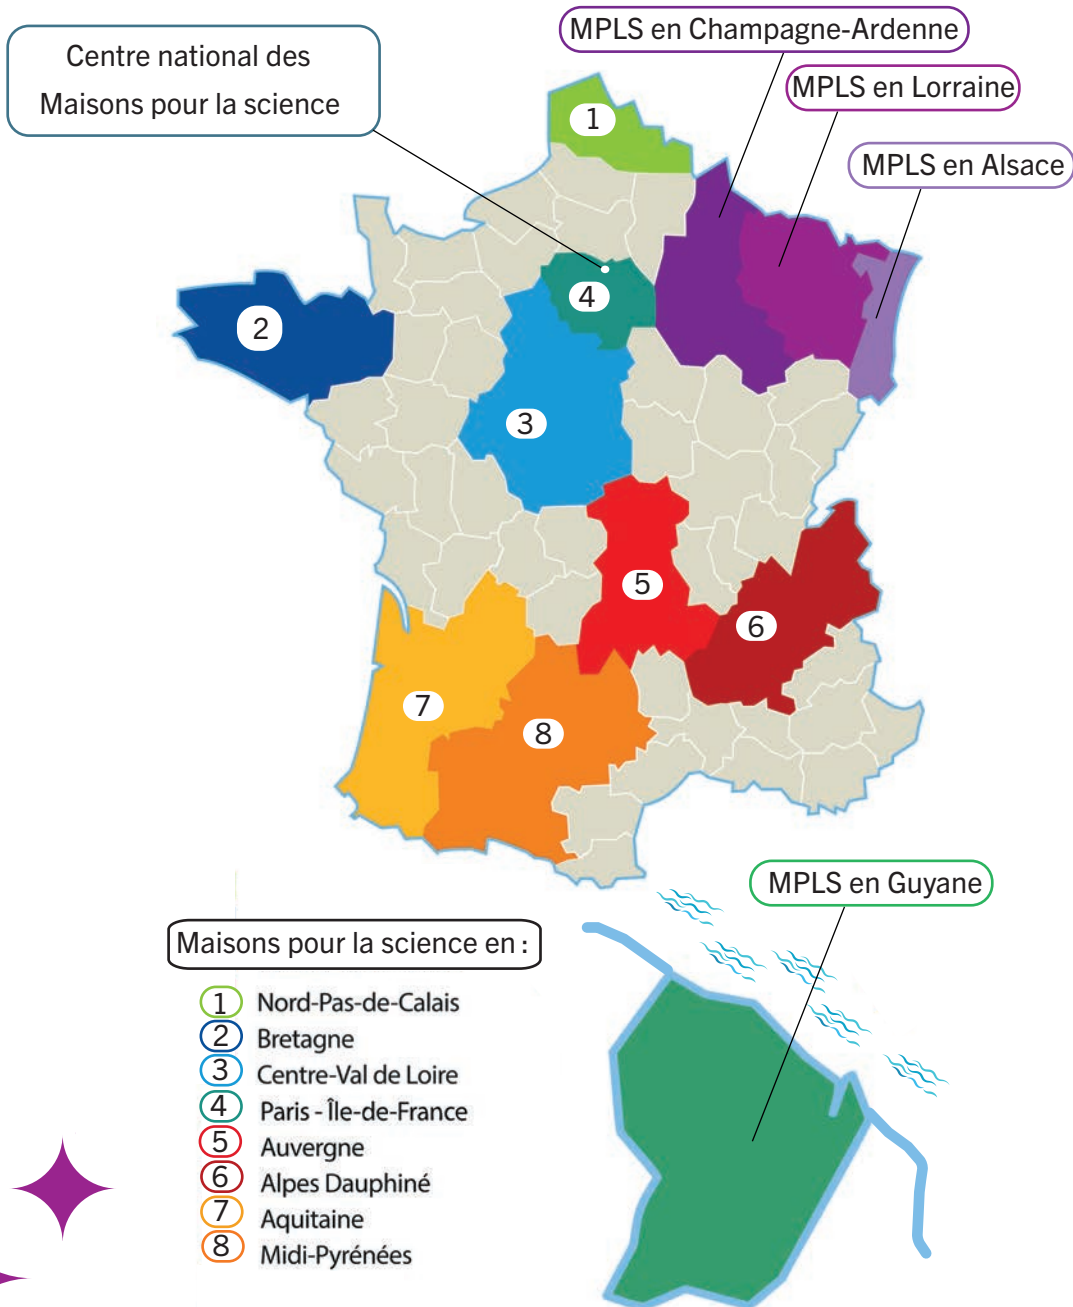 Centre national des
Maisons pour la science
MPLS en Champagne-Ardenne
MPLS en Lorraine
MPLS en Alsace
1
2
3
4
5
6
7
8
MPLS en Guyane
Maisons pour la science en :
1 Nord-Pas-de-Calais
2 Bretagne
3 Centre-Val de Loire
4 Paris - Île-de-France
5 Auvergne
6 Alpes Dauphiné
7 Aquitaine
8 Midi-Pyrénées